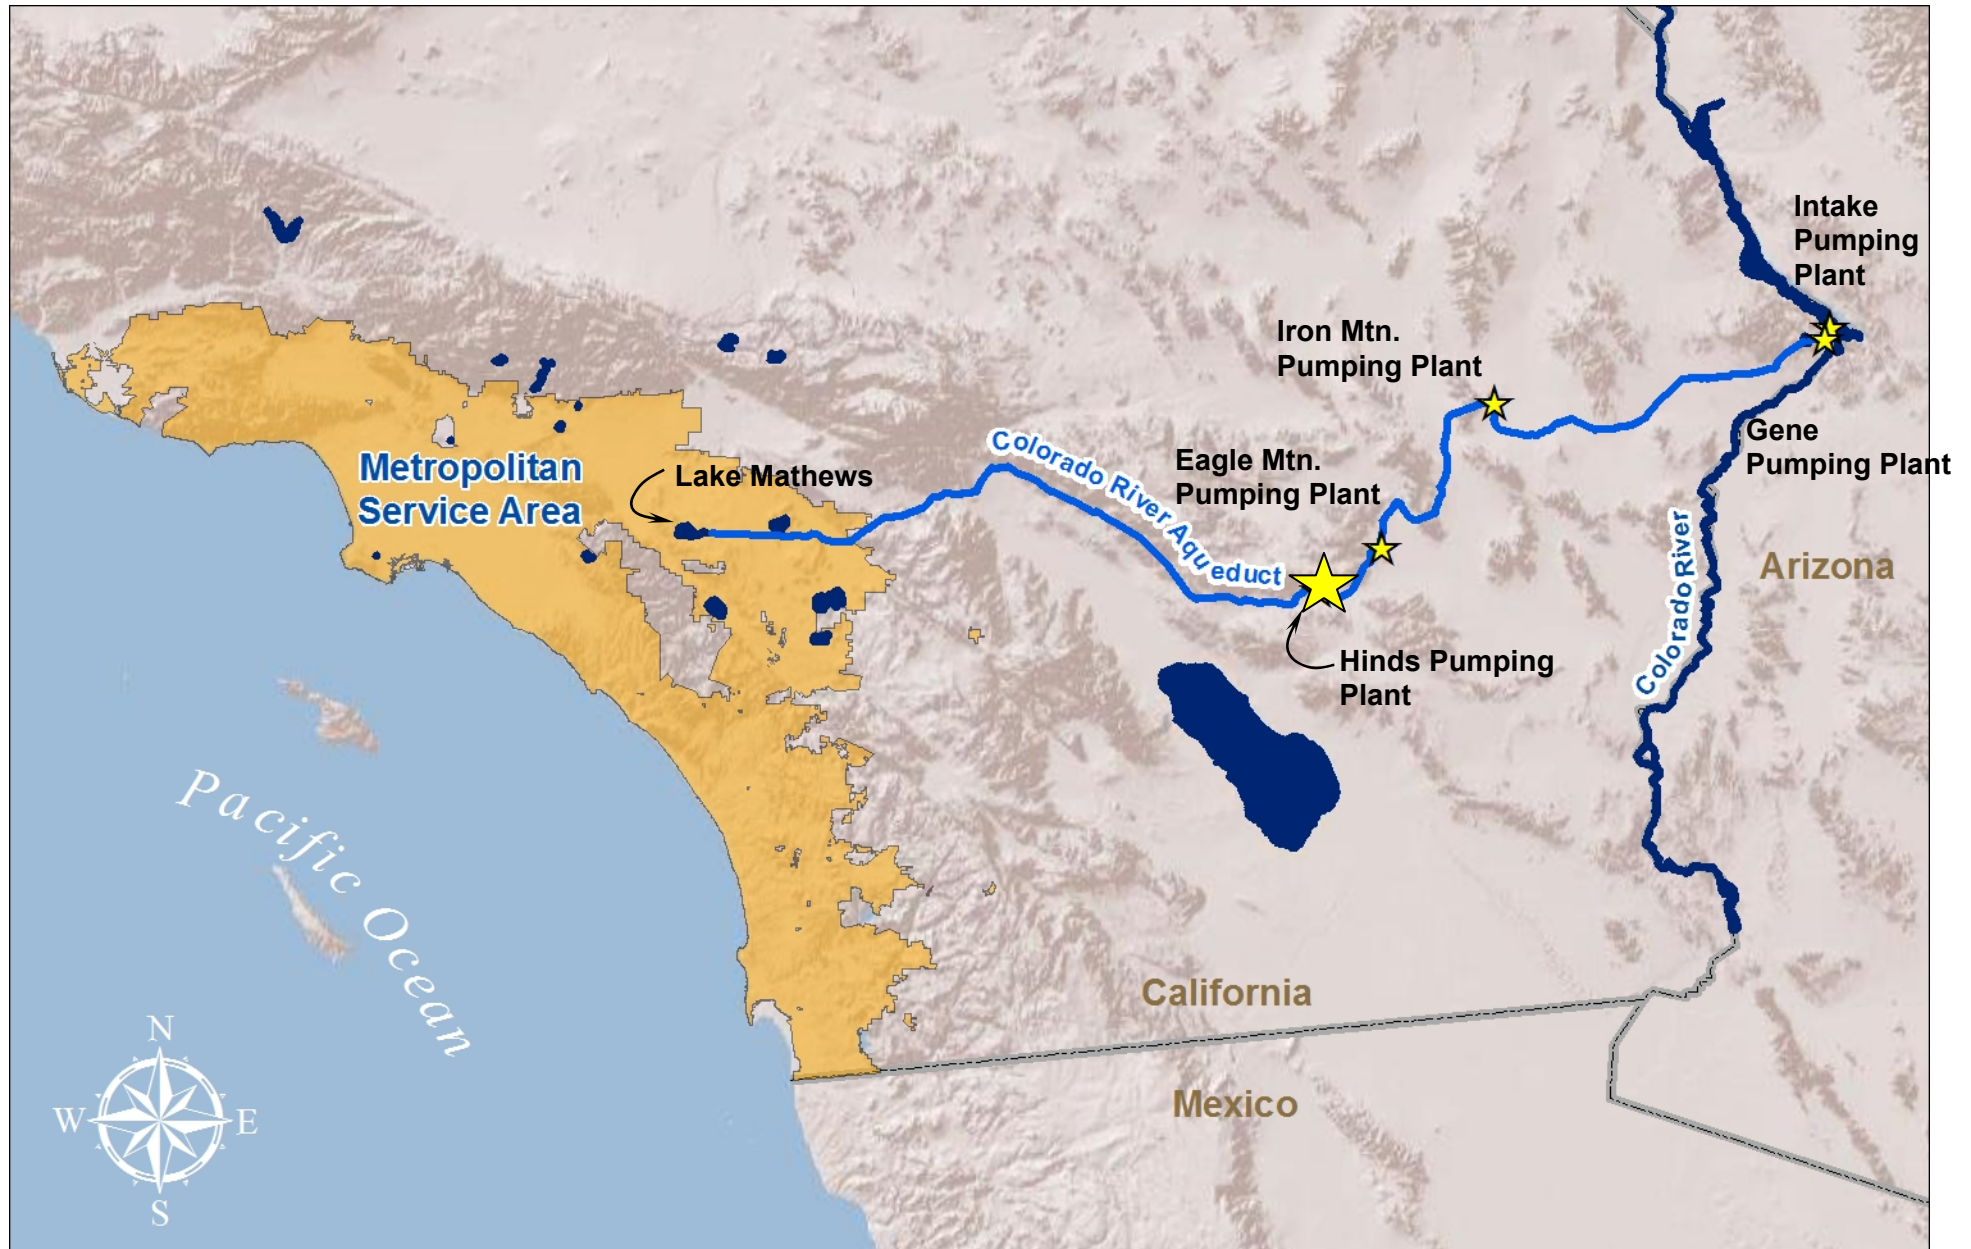 Intake
Pumping
Plant
Iron Mtn.
Pumping Plant
Gene
Pumping Plant
Eagle Mtn.
Pumping Plant
Colorado River Aqueduct
Metropolitan
Service Area
Lake Mathews
Colorado River
Arizona
Hinds Pumping
Plant
Pacific Ocean
California
Mexico
N
W
E
S